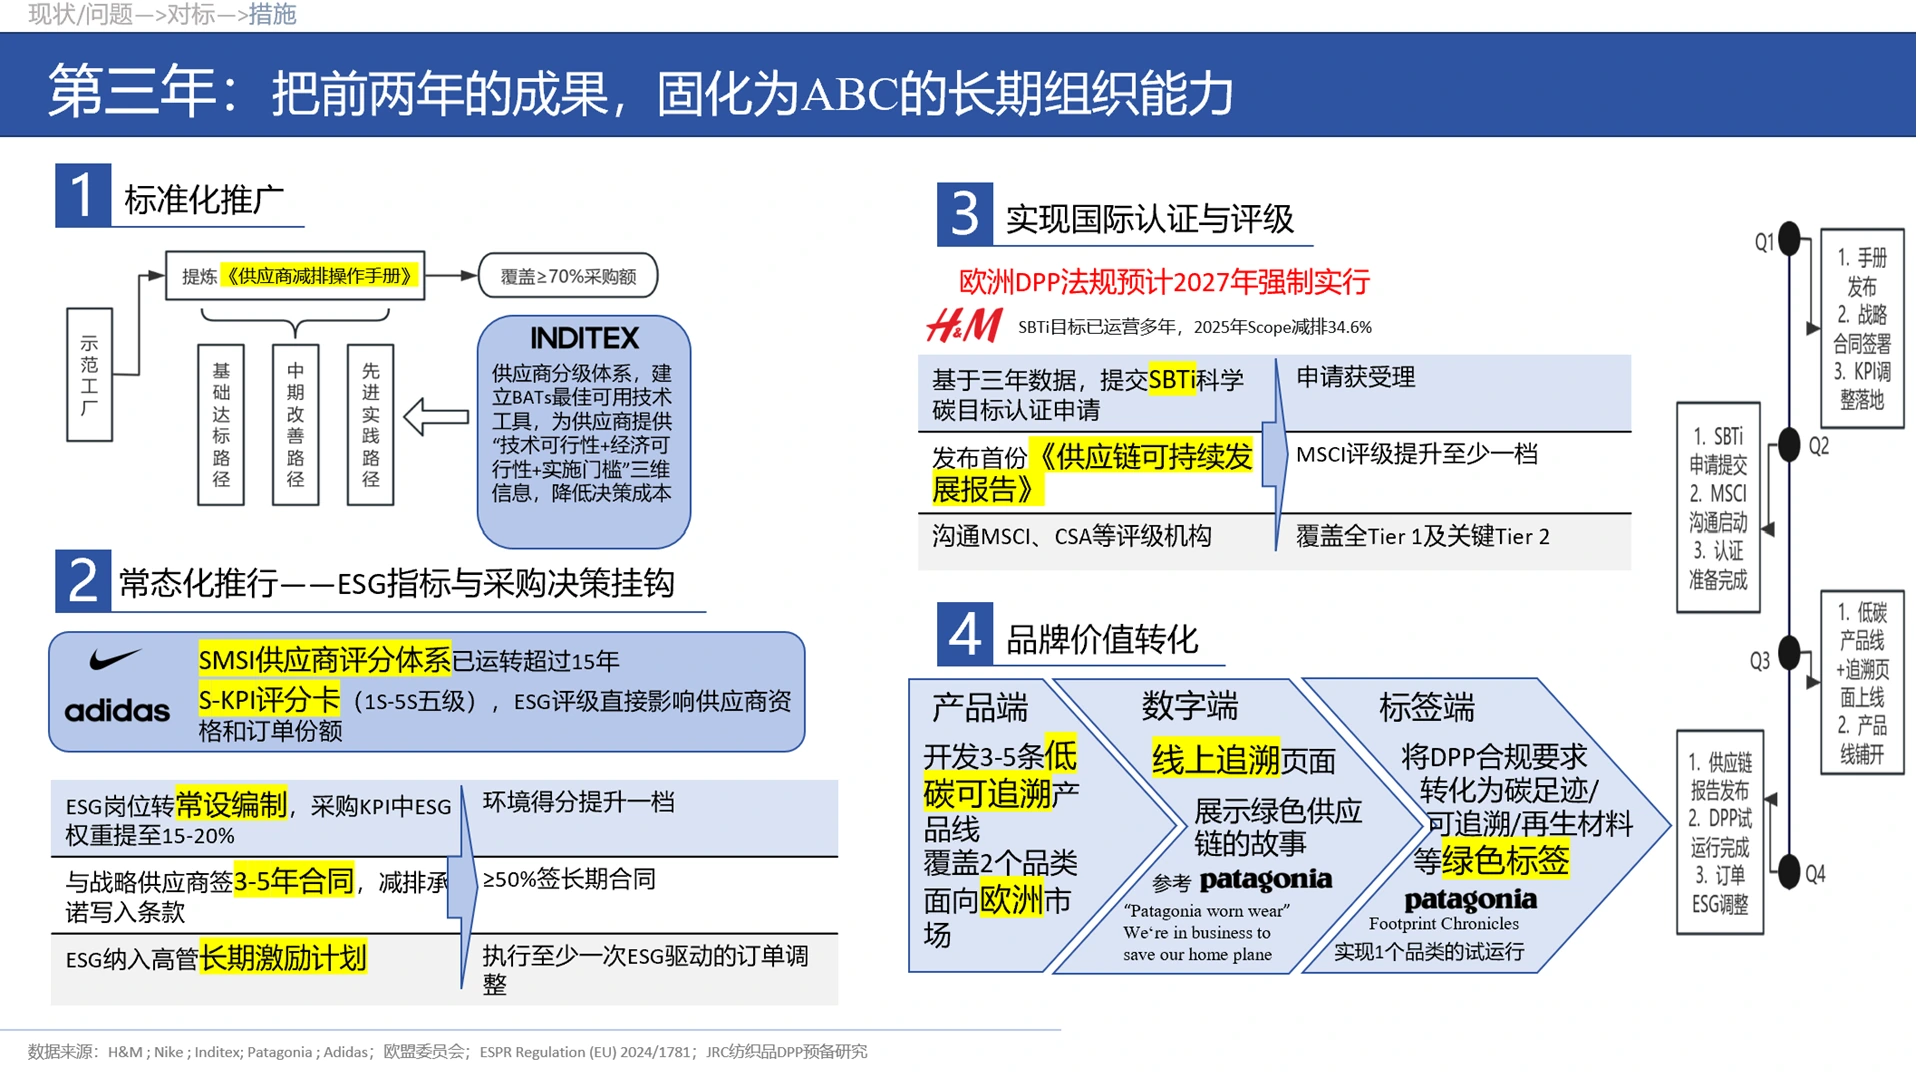 现状/问题—>对标—>措施
第三年：把前两年的成果，固化为ABC的长期组织能力
1 标准化推广
示范工厂
提炼《供应商减排操作手册》
覆盖≥70%采购额
基础达标路径
中期改善路径
先进实践路径
INDITEX
供应商分级体系，建
立BATs最佳可用技术
工具，为供应商提供
“技术可行性+经济可
行性+实施门槛”三维
信息，降低决策成本
2 常态化推行——ESG指标与采购决策挂钩
adidas
SMSI供应商评分体系已运转超过15年
S-KPI评分卡（1S-5S五级），ESG评级直接影响供应商资
格和订单份额
ESG岗位转常设编制，采购KPI中ESG
权重提至15-20%
环境得分提升一档
与战略供应商签3-5年合同，减排承
诺写入条款
≥50%签长期合同
ESG纳入高管长期激励计划
执行至少一次ESG驱动的订单调
整
3 实现国际认证与评级
欧洲DPP法规预计2027年强制实行
H&M SBTi目标已运营多年，2025年Scope减排34.6%
基于三年数据，提交SBTi科学
碳目标认证申请
申请获受理
发布首份《供应链可持续发
展报告》
MSCI评级提升至少一档
沟通MSCI、CSA等评级机构
覆盖全Tier 1及关键Tier 2
4 品牌价值转化
产品端
开发3-5条低
碳可追溯产
品线
覆盖2个品类
面向欧洲市
场
数字端
线上追溯页面
展示绿色供应
链的故事
参考 patagonia
“Patagonia worn wear”
We‘re in business to
save our home plane
标签端
将DPP合规要求
转化为碳足迹/
可追溯/再生材料
等绿色标签
patagonia
Footprint Chronicles
实现1个品类的试运行
Q1
1. 手册
发布
2. 战略
合同签署
3. KPI调
整落地
Q2
1. SBTi
申请提交
2. MSCI
沟通启动
3. 认证
准备完成
Q3
1. 低碳
产品线
+追溯页
面上线
2. 产品
线铺开
Q4
1. 供应链
报告发布
2. DPP试
运行完成
3. 订单
ESG调整
数据来源：H&M ; Nike ; Inditex; Patagonia ; Adidas；欧盟委员会；ESPR Regulation (EU) 2024/1781；JRC纺织品DPP预备研究